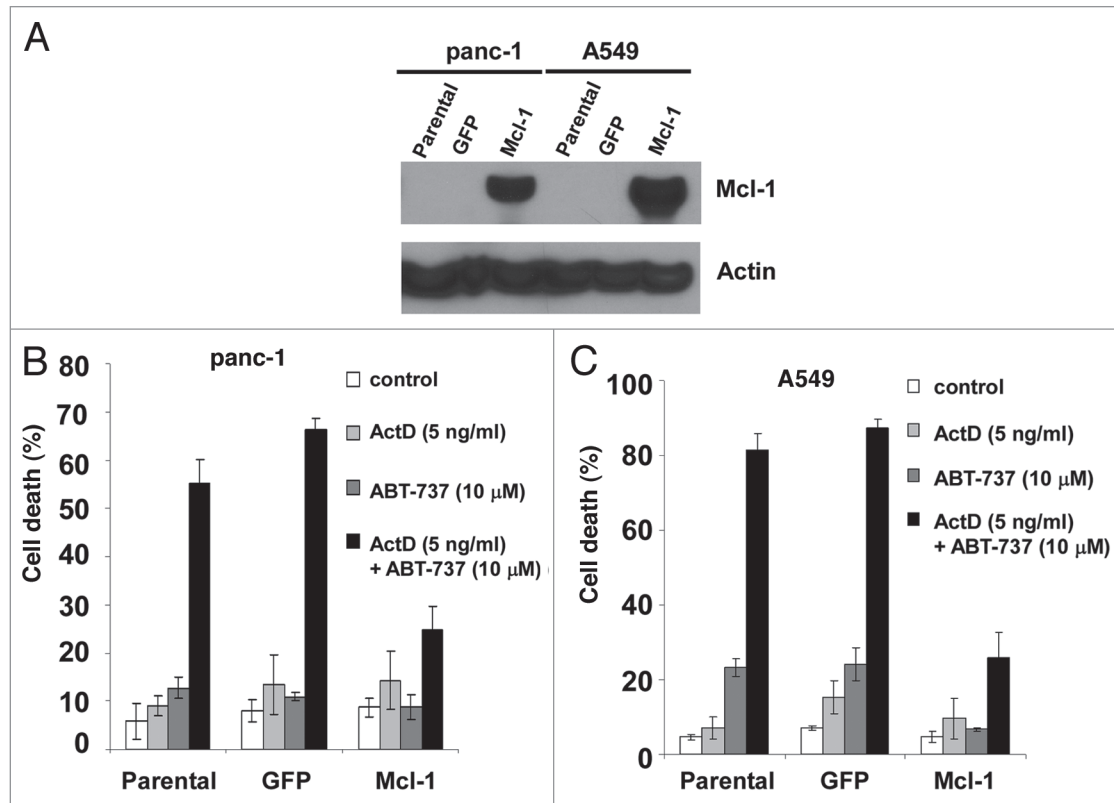 A
panc-1 A549
Parental GFP Mcl-1 Parental GFP Mcl-1
Mcl-1
Actin
B
panc-1
Cell death (%)
80
70
60
50
40
30
20
10
0
control
ActD (5 ng/ml)
ABT-737 (10 µM)
ActD (5 ng/ml)
+ ABT-737 (10 µM)
Parental GFP Mcl-1
C
A549
Cell death (%)
100
80
60
40
20
0
control
ActD (5 ng/ml)
ABT-737 (10 µM)
ActD (5 ng/ml)
+ ABT-737 (10 µM)
Parental GFP Mcl-1